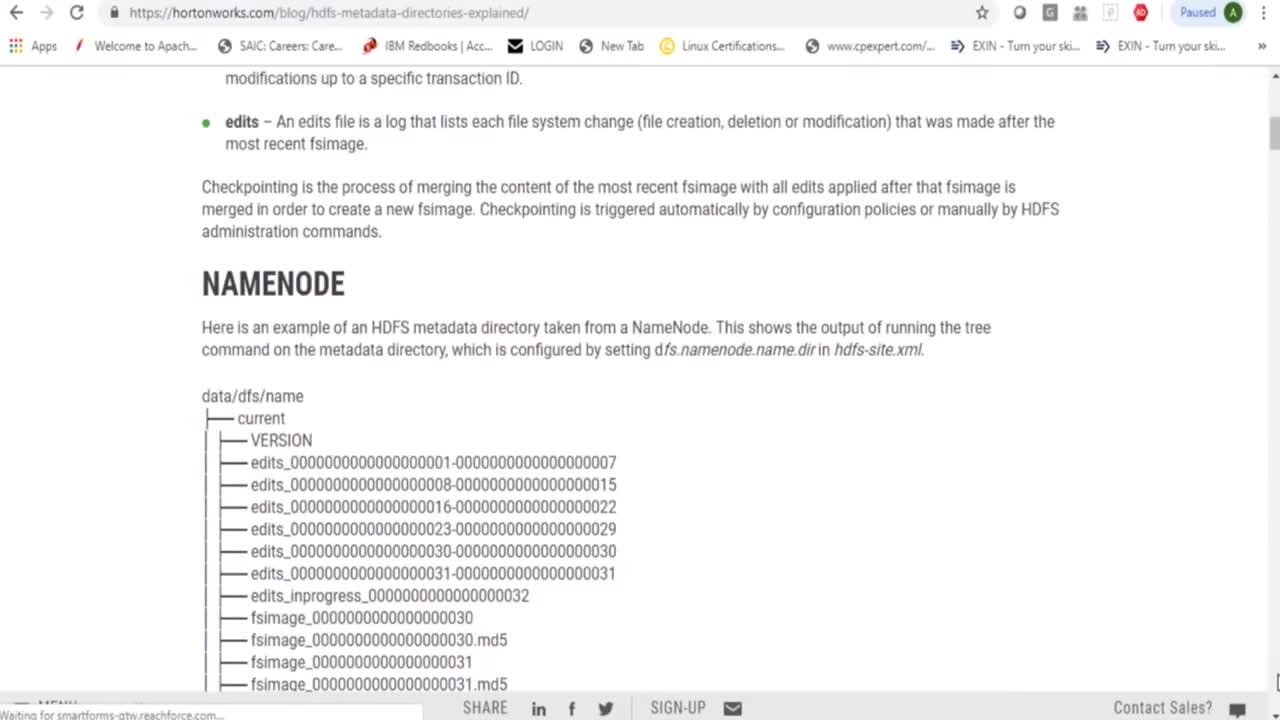 https://hortonworks.com/blog/hdfs-metadata-directories-explained/
Paused A
Apps Welcome to Apac... SAIC: Careers: Care... IBM Redbooks | Acc... LOGIN New Tab Linux Certifications... www.cpexpert.com/... EXIN - Turn your ski... EXIN - Turn your ski... »
modifications up to a specific transaction ID.
edits – An edits file is a log that lists each file system change (file creation, deletion or modification) that was made after the
most recent fsimage.
Checkpointing is the process of merging the content of the most recent fsimage with all edits applied after that fsimage is
merged in order to create a new fsimage. Checkpointing is triggered automatically by configuration policies or manually by HDFS
administration commands.
NAMENODE
Here is an example of an HDFS metadata directory taken from a NameNode. This shows the output of running the tree
command on the metadata directory, which is configured by setting dfs.namenode.name.dir in hdfs-site.xml.
data/dfs/name
├── current
│ ├── VERSION
│ ├── edits_0000000000000000001-0000000000000000007
│ ├── edits_0000000000000000008-0000000000000000015
│ ├── edits_0000000000000000016-0000000000000000022
│ ├── edits_0000000000000000023-0000000000000000029
│ ├── edits_0000000000000000030-0000000000000000030
│ ├── edits_0000000000000000031-0000000000000000031
│ ├── edits_inprogress_0000000000000000032
│ ├── fsimage_0000000000000000030
│ ├── fsimage_0000000000000000030.md5
│ ├── fsimage_0000000000000000031
│ ├── fsimage_0000000000000000031.md5
MENU SHARE in f SIGN-UP Contact Sales?
Waiting for smartforms-gtw.reachforce.com...